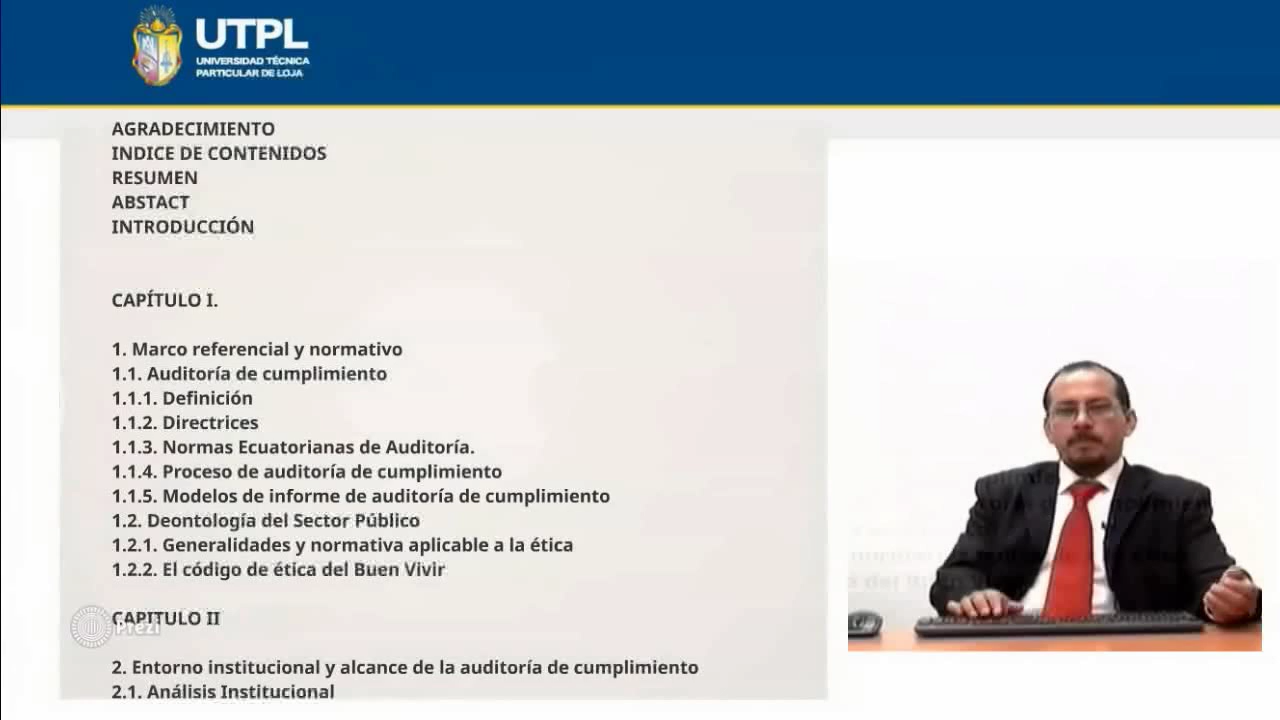 UTPL
UNIVERSIDAD TÉCNICA
PARTICULAR DE LOJA
AGRADECIMIENTO
INDICE DE CONTENIDOS
RESUMEN
ABSTACT
INTRODUCCIÓN
CAPÍTULO I.
1. Marco referencial y normativo
1.1. Auditoría de cumplimiento
1.1.1. Definición
1.1.2. Directrices
1.1.3. Normas Ecuatorianas de Auditoría.
1.1.4. Proceso de auditoría de cumplimiento
1.1.5. Modelos de informe de auditoría de cumplimiento
1.2. Deontología del Sector Público
1.2.1. Generalidades y normativa aplicable a la ética
1.2.2. El código de ética del Buen Vivir
CAPITULO II
Prezi
2. Entorno institucional y alcance de la auditoría de cumplimiento
2.1. Análisis Institucional